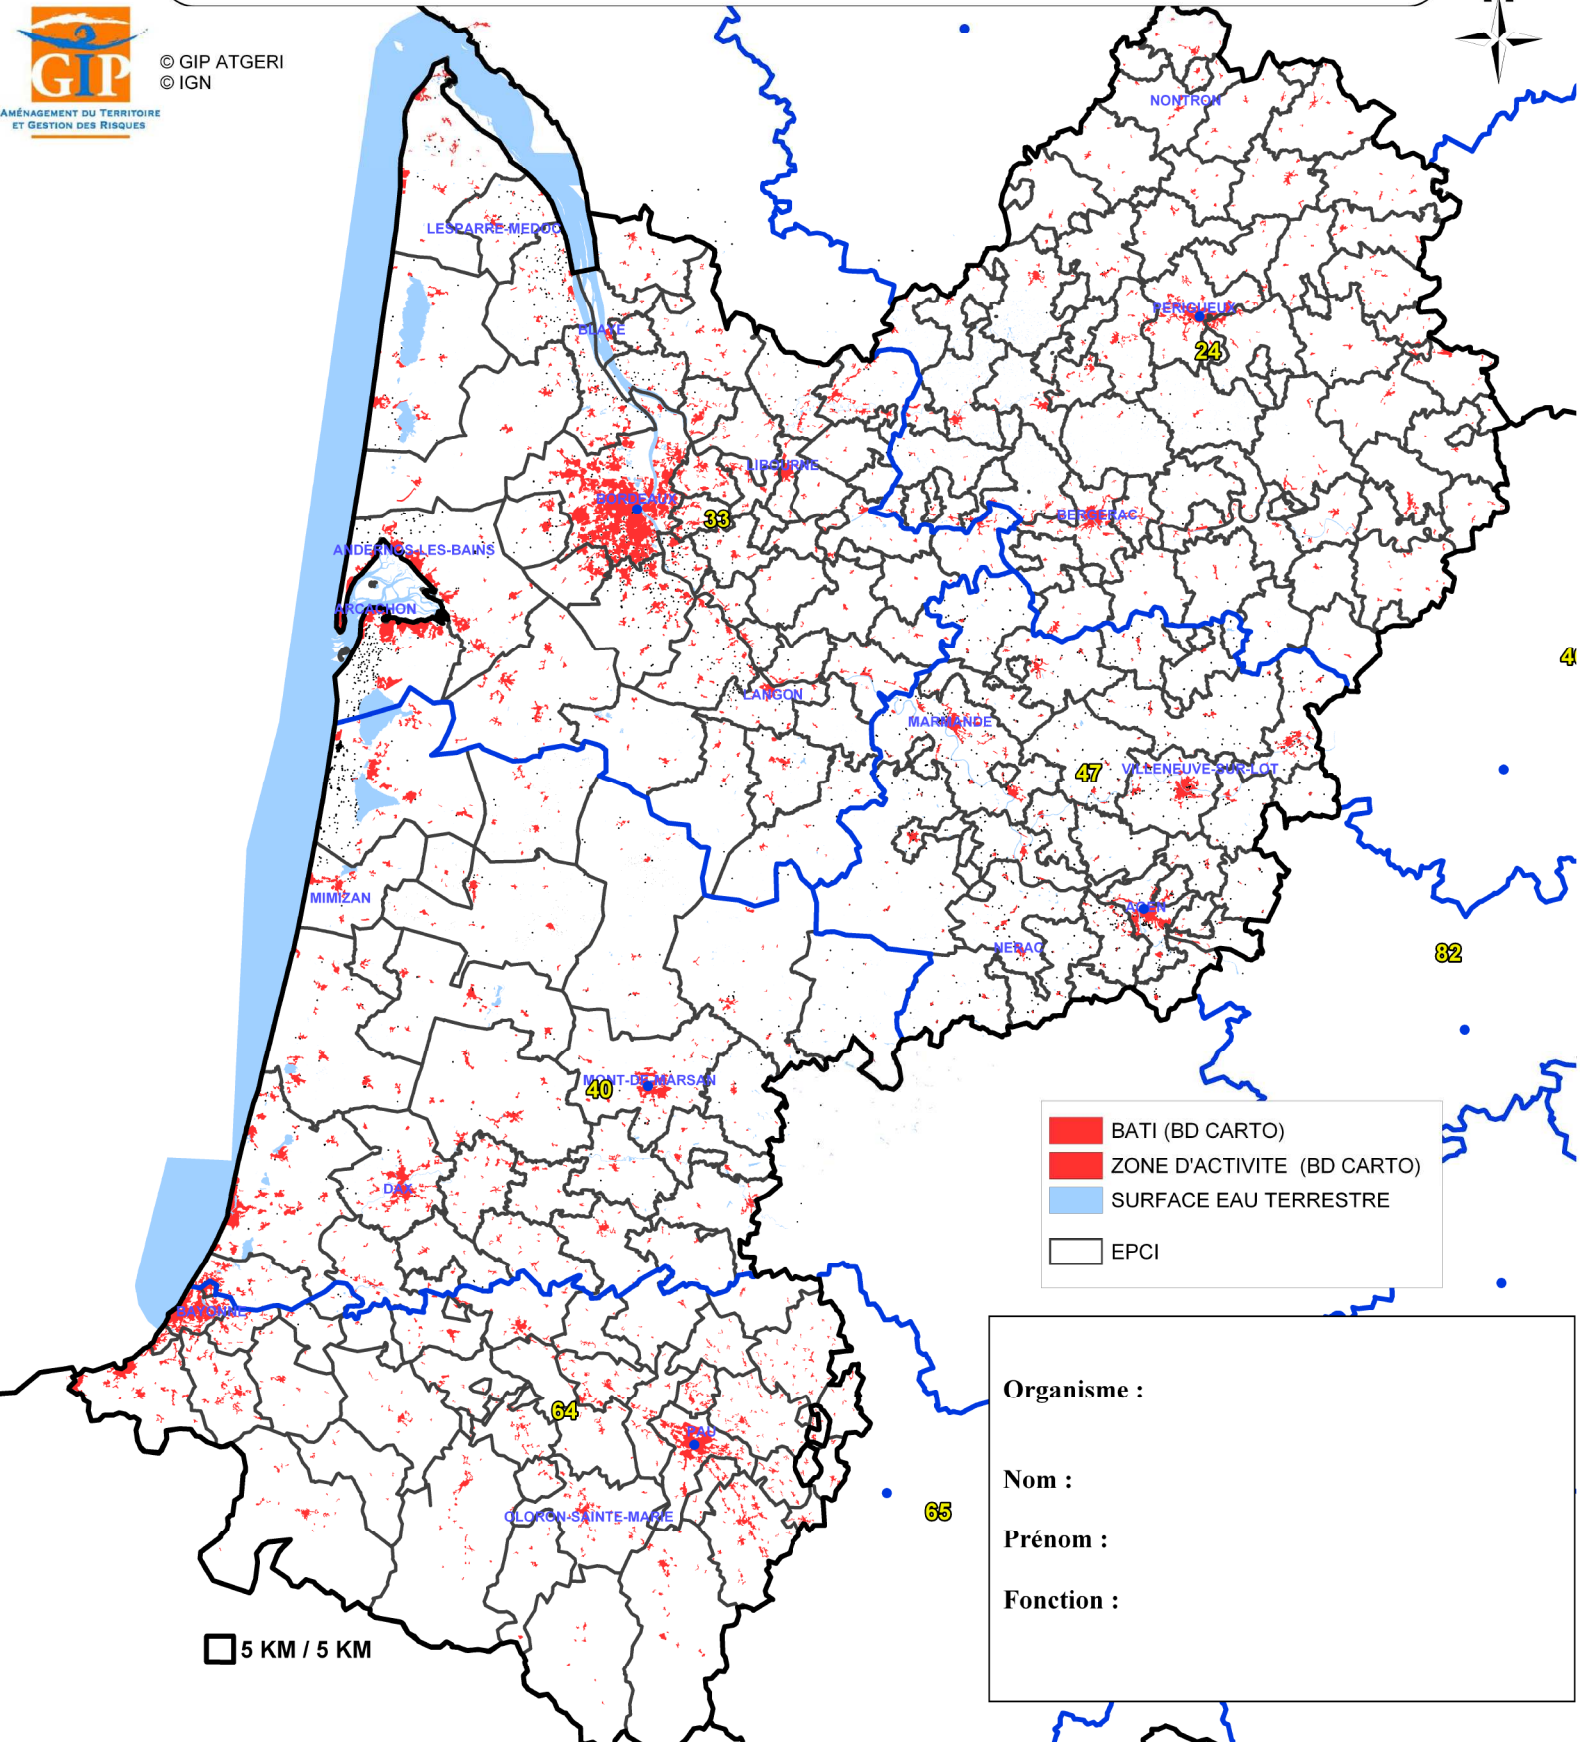 GIP
AMÉNAGEMENT DU TERRITOIRE
ET GESTION DES RISQUES
© GIP ATGERI
© IGN
NONTRON
LESPARRE-MEDOC
PERIGUEUX
BLAYE
24
LIBOURNE
BORDEAUX
33
BERGERAC
ANDERNOS-LES-BAINS
ARCACHON
LANGON
MARMANDE
47
VILLENEUVE-SUR-LOT
MIMIZAN
AGEN
NERAC
82
MONT-DE-MARSAN
40
DAX
BAYONNE
64
PAU
OLORON-SAINTE-MARIE
65
BATI (BD CARTO)
ZONE D'ACTIVITE (BD CARTO)
SURFACE EAU TERRESTRE
EPCI
Organisme :
Nom :
Prénom :
Fonction :
5 KM / 5 KM